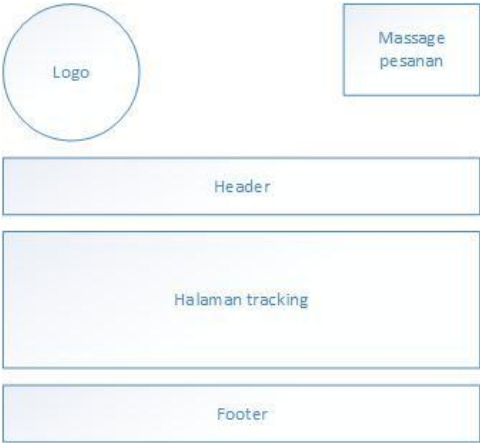 Logo
Massage
pesanan
Header
Halaman tracking
Footer